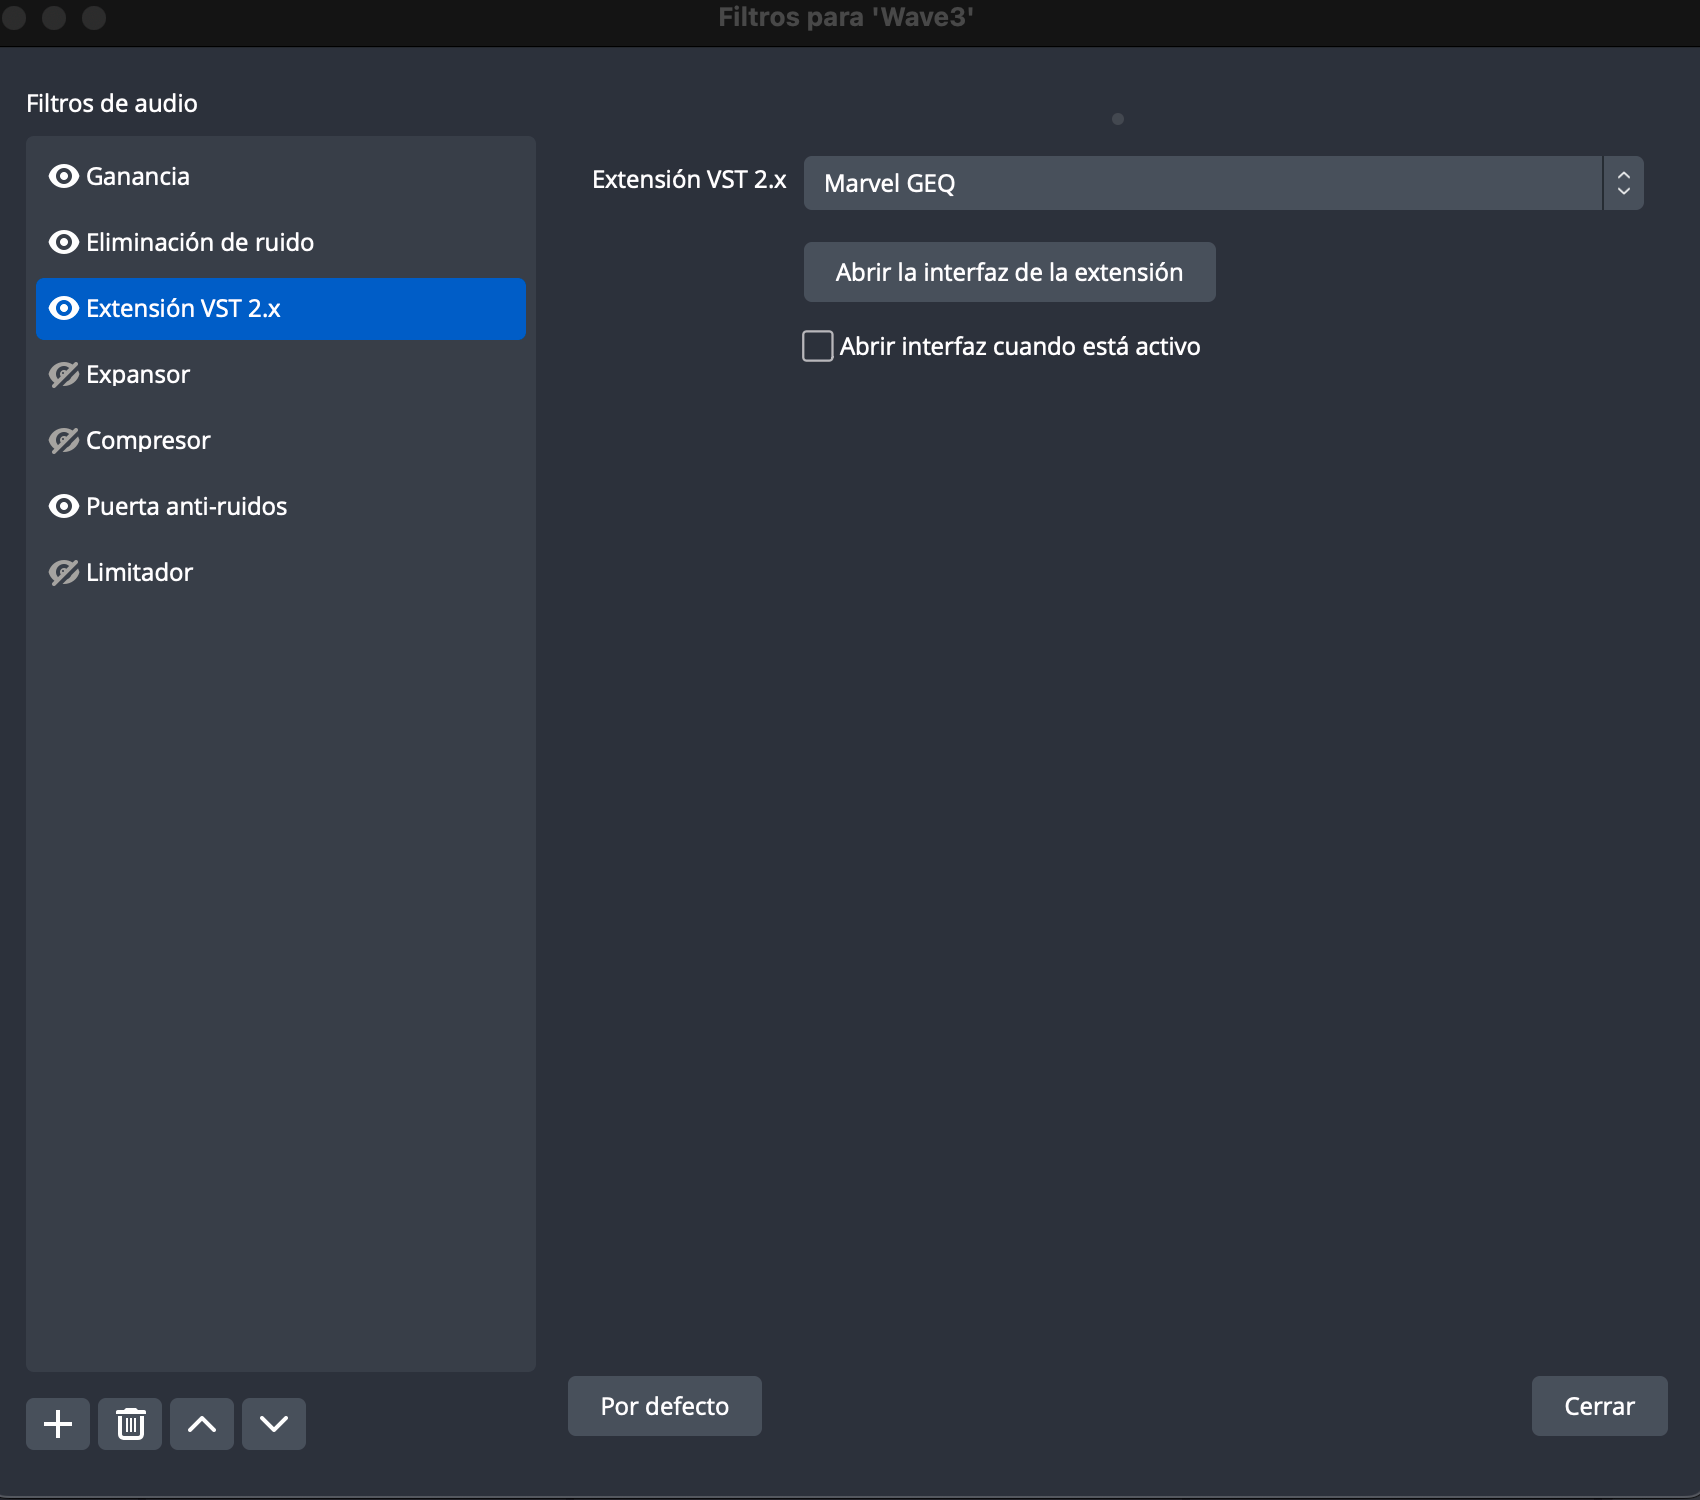 Filtros para 'Wave3'
Filtros de audio
Ganancia
Eliminación de ruido
Extensión VST 2.x
Expansor
Compresor
Puerta anti-ruidos
Limitador
Extensión VST 2.x
Marvel GEQ
Abrir la interfaz de la extensión
Abrir interfaz cuando está activo
Por defecto
Cerrar